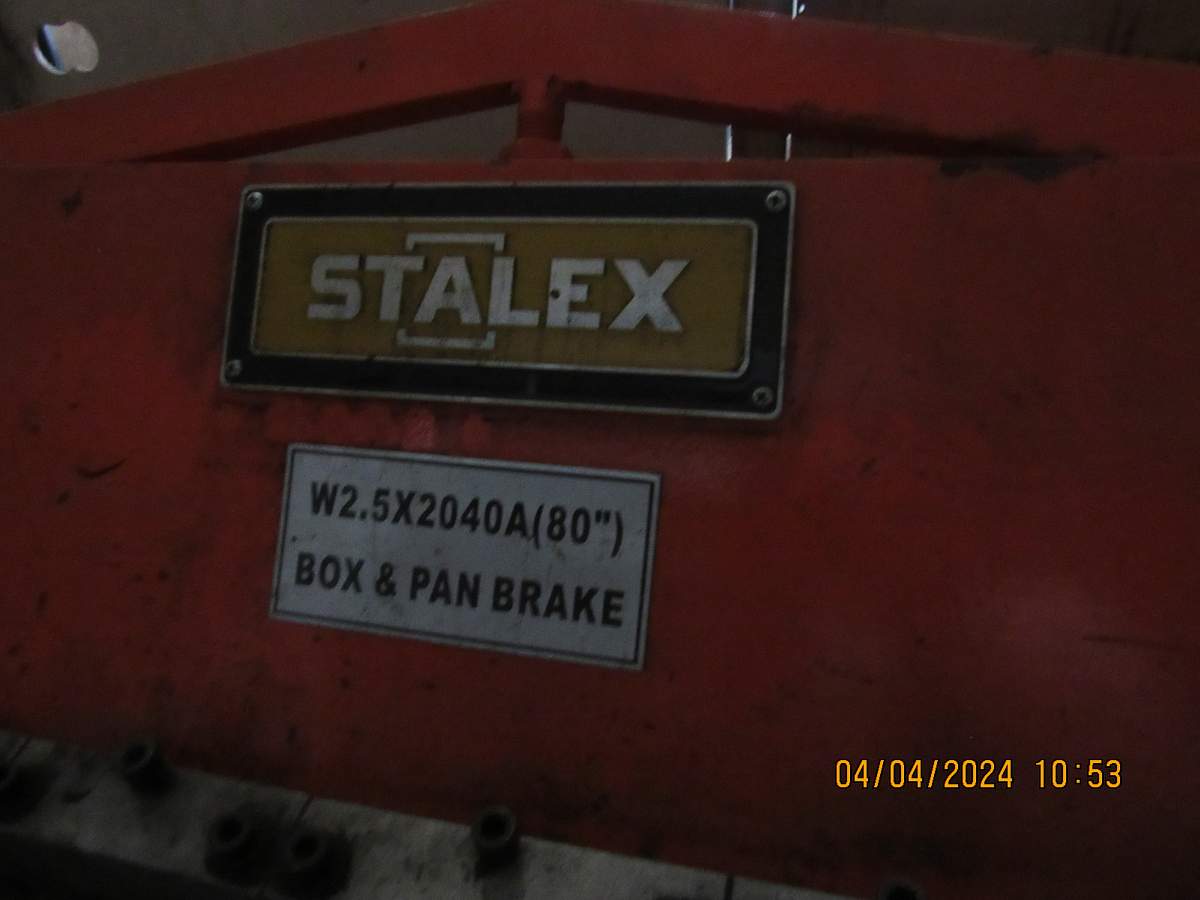 STALEX
W2.5X2040A(80")
BOX & PAN BRAKE
04/04/2024 10:53